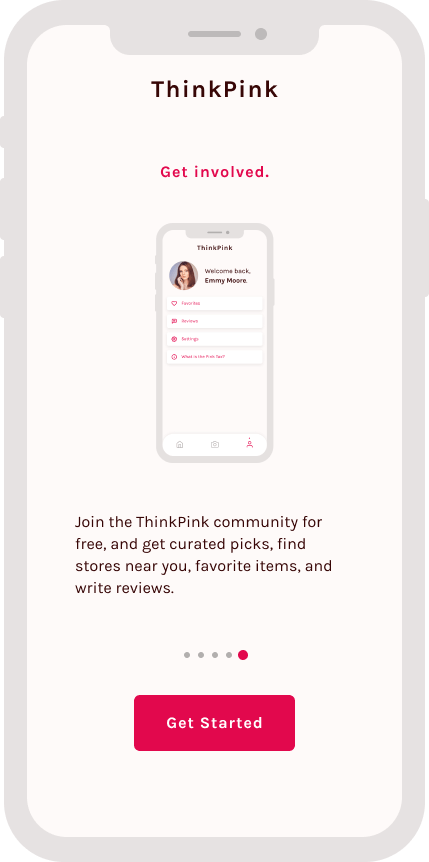 ThinkPink
Get involved.
ThinkPink
Welcome back,
Emmy Moore.
Favorites
Reviews
Settings
What is the Pink Tax?
Join the ThinkPink community for
free, and get curated picks, find
stores near you, favorite items, and
write reviews.
Get Started